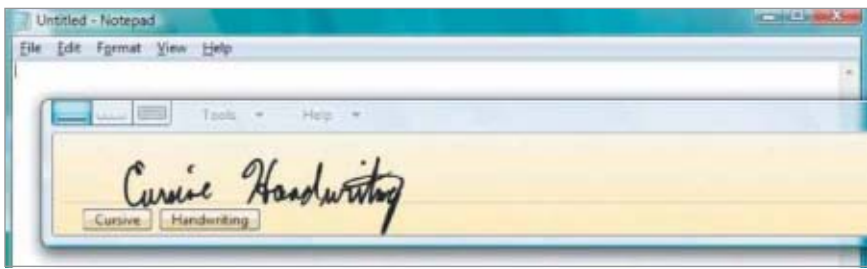 Untitled - Notepad
File Edit Format View Help
Tools Help
Cursive Handwriting
Cursive Handwriting